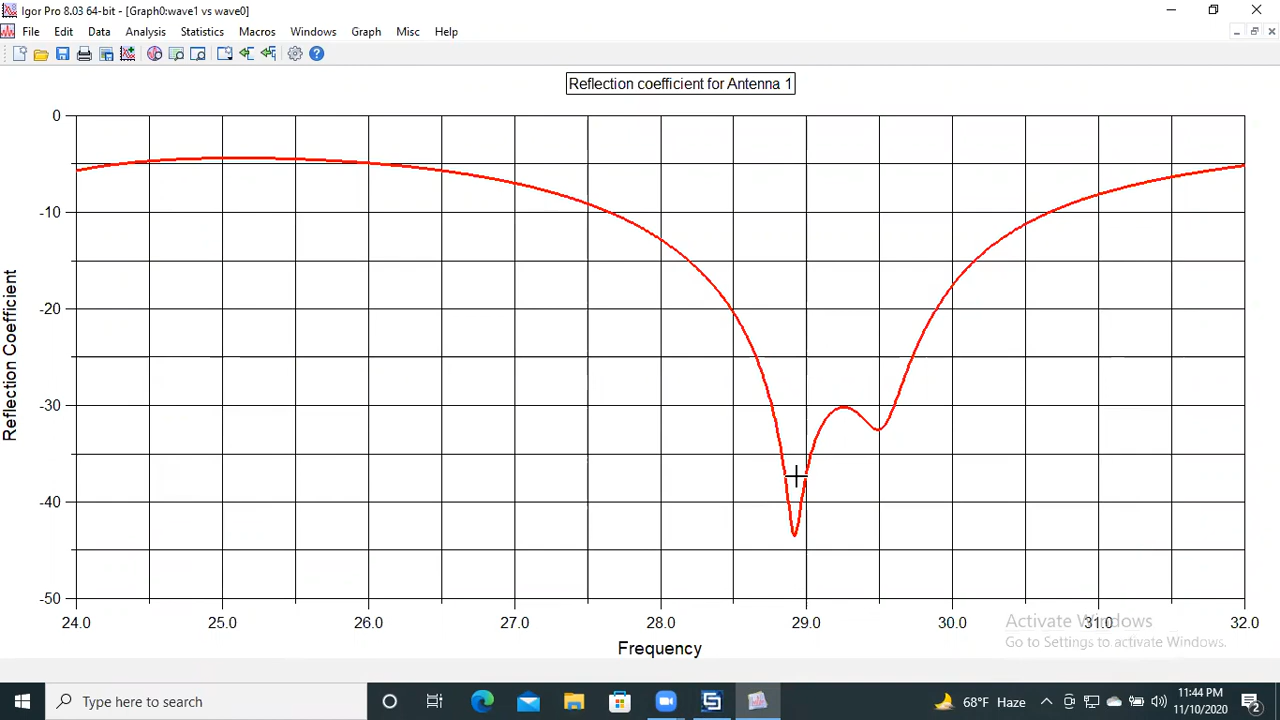 Igor Pro 8.03 64-bit - [Graph0:wave1 vs wave0]
File Edit Data Analysis Statistics Macros Windows Graph Misc Help
Reflection coefficient for Antenna 1
0
-10
-20
-30
-40
-50
Reflection Coefficient
24.0 25.0 26.0 27.0 28.0 29.0 30.0 31.0 32.0
Frequency
Activate Windows
Go to Settings to activate Windows.
Type here to search
68°F Haze
11:44 PM
11/10/2020
2